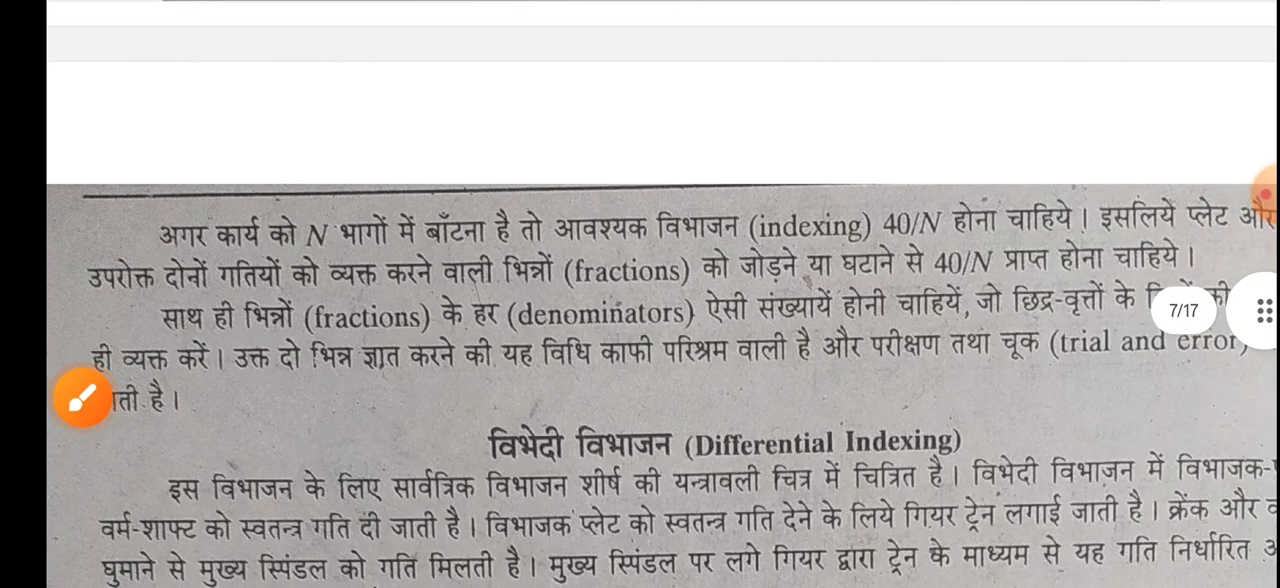 अगर कार्य को N भागों में बाँटना है तो आवश्यक विभाजन (indexing) 40/N होना चाहिये। इसलिये प्लेट और
उपरोक्त दोनों गतियों को व्यक्त करने वाली भिन्नों (fractions) को जोड़ने या घटाने से 40/N प्राप्त होना चाहिये।
साथ ही भिन्नों (fractions) के हर (denominators) ऐसी संख्यायें होनी चाहियें, जो छिद्र-वृत्तों के
7/17
ही व्यक्त करें। उक्त दो भिन्न ज्ञात करने की यह विधि काफी परिश्रम वाली है और परीक्षण तथा चूक (trial and error)
है।
विभेदी विभाजन (Differential Indexing)
इस विभाजन के लिए सार्वत्रिक विभाजन शीर्ष की यन्त्रावली चित्र में चित्रित है। विभेदी विभाजन में विभाजक-
वर्म-शाफ्ट को स्वतन्त्र गति दी जाती है। विभाजक प्लेट को स्वतन्त्र गति देने के लिये गियर ट्रेन लगाई जाती है। क्रेंक और
घुमाने से मुख्य स्पिंडल को गति मिलती है। मुख्य स्पिंडल पर लगे गियर द्वारा ट्रेन के माध्यम से यह गति निर्धारित